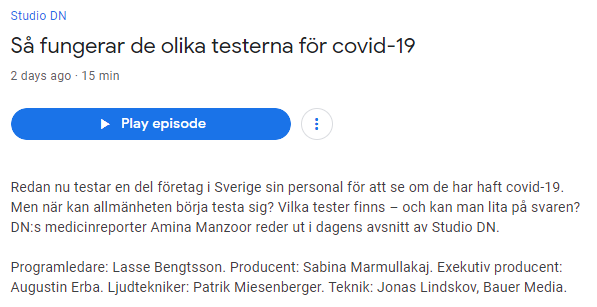 Studio DN
Så fungerar de olika testerna för covid-19
2 days ago · 15 min
Play episode
Redan nu testar en del företag i Sverige sin personal för att se om de har haft covid-19.
Men när kan allmänheten börja testa sig? Vilka tester finns – och kan man lita på svaren?
DN:s medicinreporter Amina Manzoor reder ut i dagens avsnitt av Studio DN.
Programledare: Lasse Bengtsson. Producent: Sabina Marmullakaj. Exekutiv producent:
Augustin Erba. Ljudtekniker: Patrik Miesenberger. Teknik: Jonas Lindskov, Bauer Media.